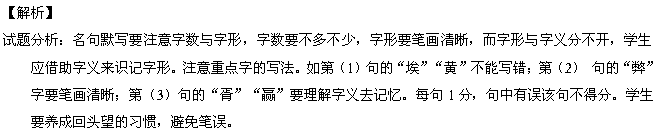 【解析】
试题分析：名句默写要注意字数与字形，字数要不多不少，字形要笔画清晰，而字形与字义分不开，学生
应借助字义来识记字形。注意重点字的写法。如第（1）句的“埃”“黄”不能写错；第（2） 句的“弊”
字要笔画清晰；第（3）句的“胥”“赢”要理解字义去记忆。每句 1 分，句中有误该句不得分。学生
要养成回头望的习惯，避免笔误。